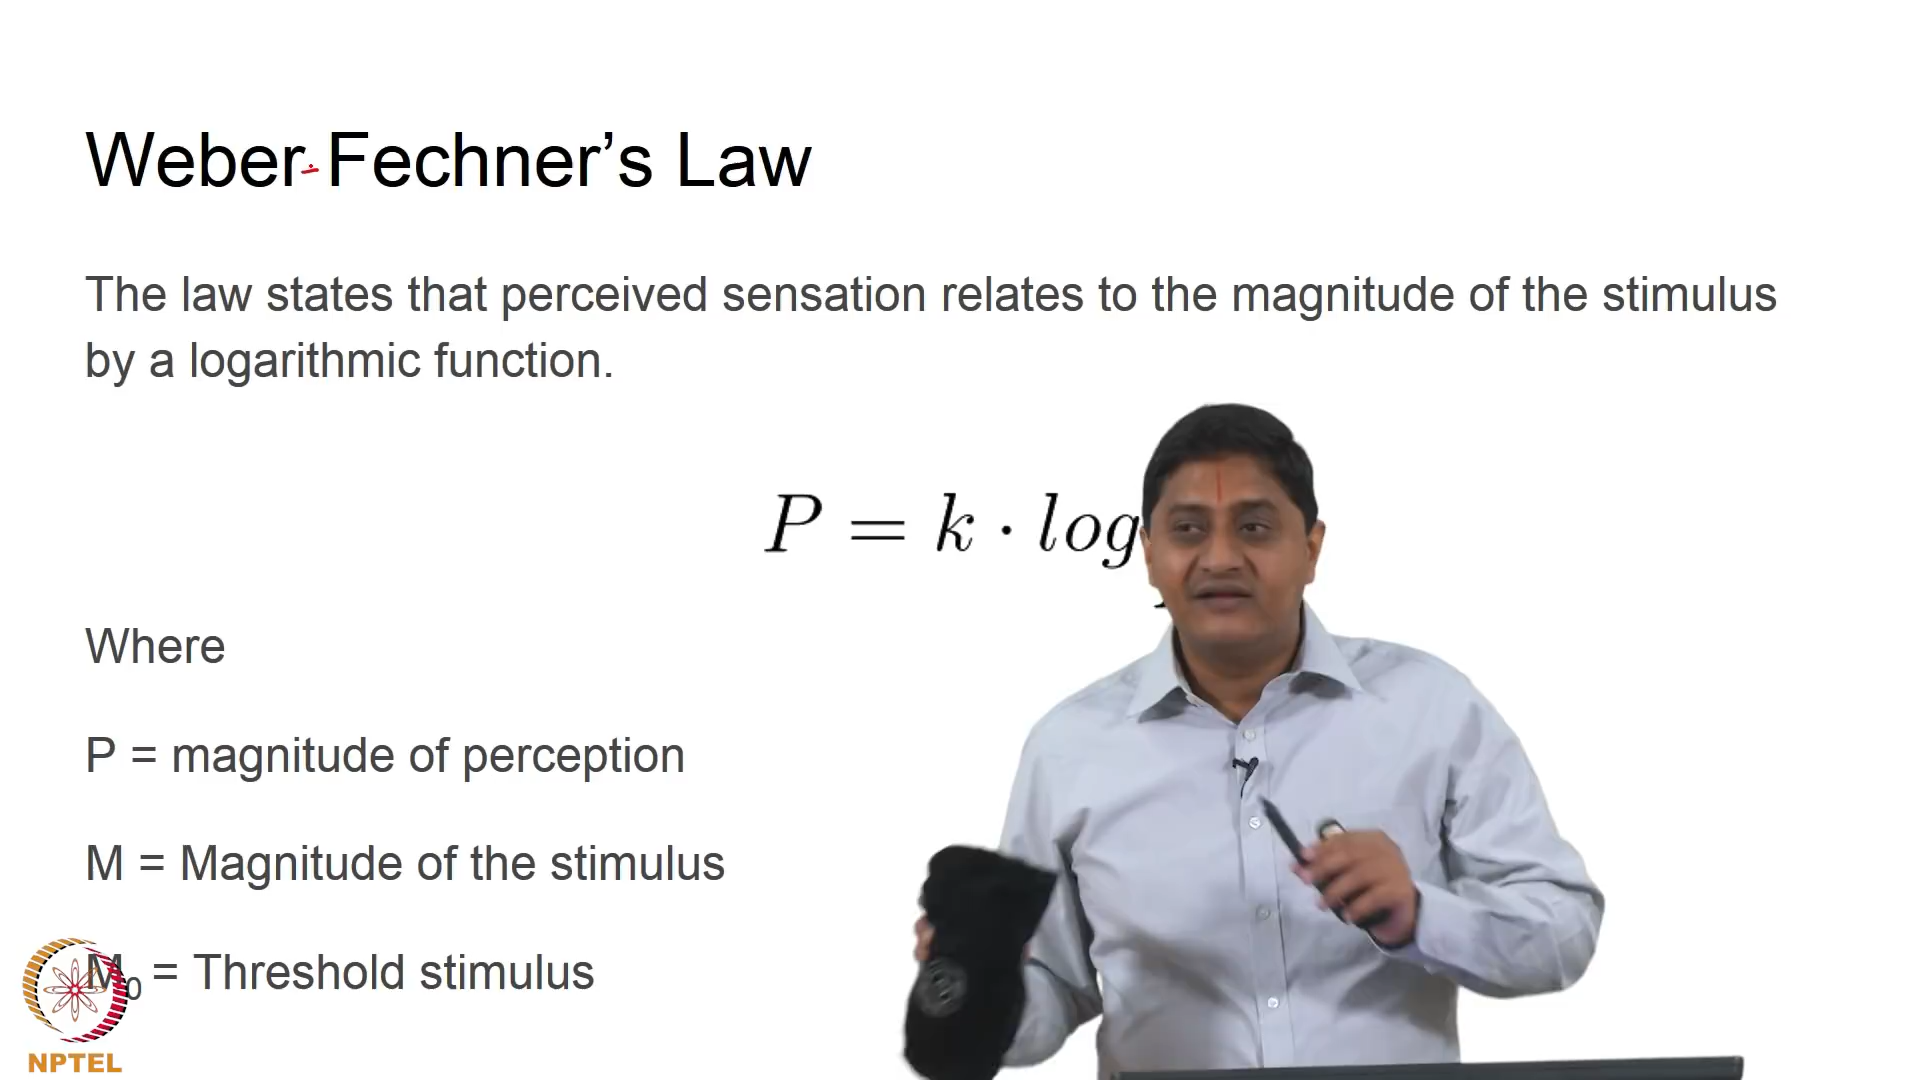 Weber-Fechner’s Law
The law states that perceived sensation relates to the magnitude of the stimulus
by a logarithmic function.
P = k · log
Where
P = magnitude of perception
M = Magnitude of the stimulus
M₀ = Threshold stimulus
NPTEL